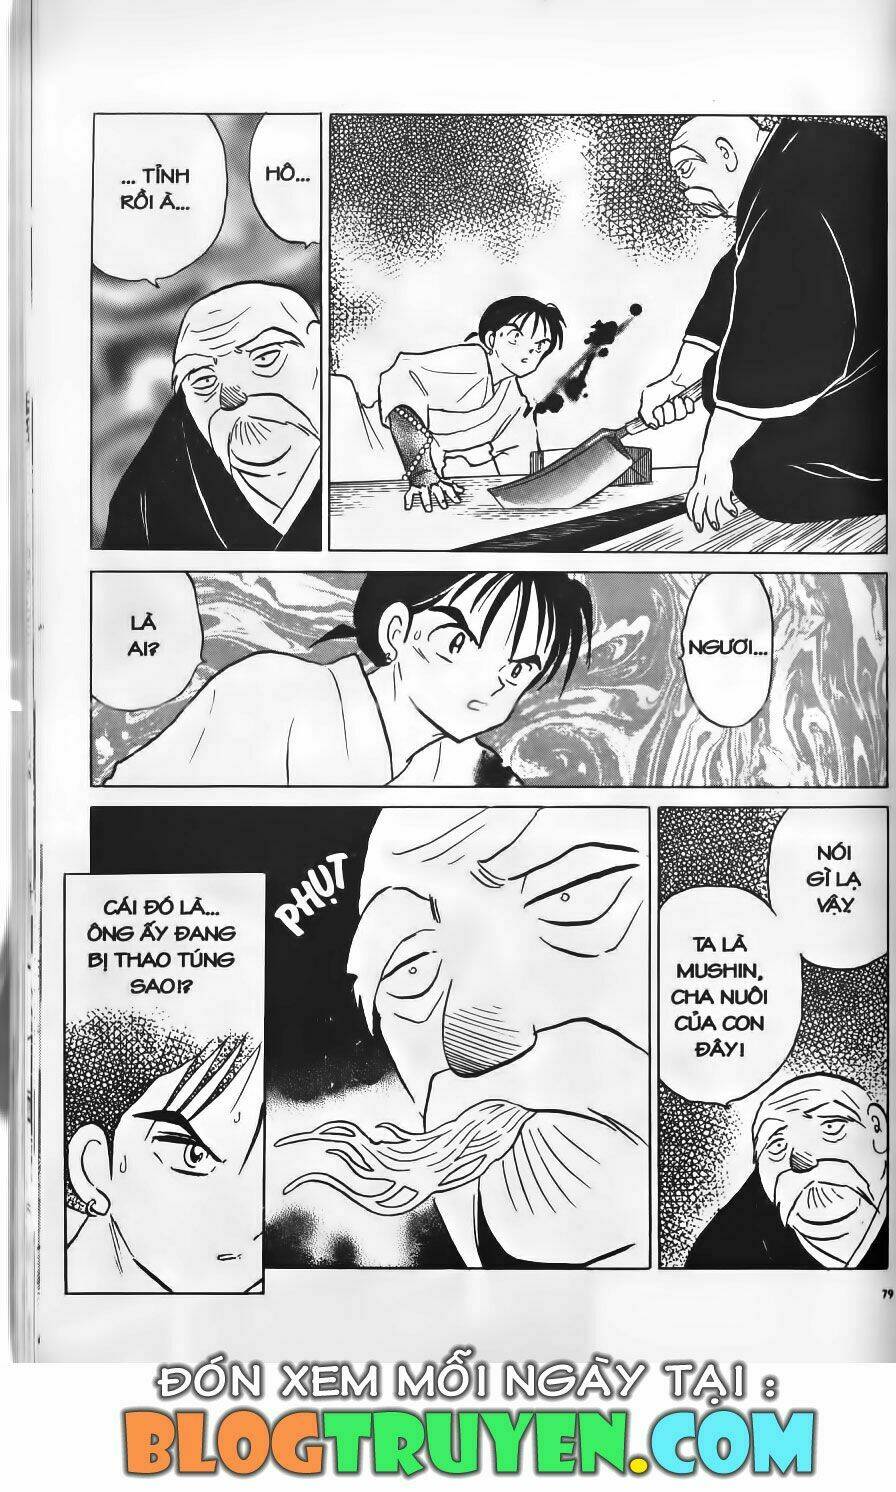 HÔ...
... TỈNH
RỒI À...
NGƯƠI...
LÀ
AI?
NÓI
GÌ LẠ
VẬY.
TA LÀ
MUSHIN,
CHA NUÔI
CỦA CON
ĐÂY!
PHỤT
CÁI ĐÓ LÀ...
ÔNG ẤY ĐANG
BỊ THAO TÚNG
SAO!?
79
ĐÓN XEM MỖI NGÀY TẠI :
BLOGTRUYEN.COM